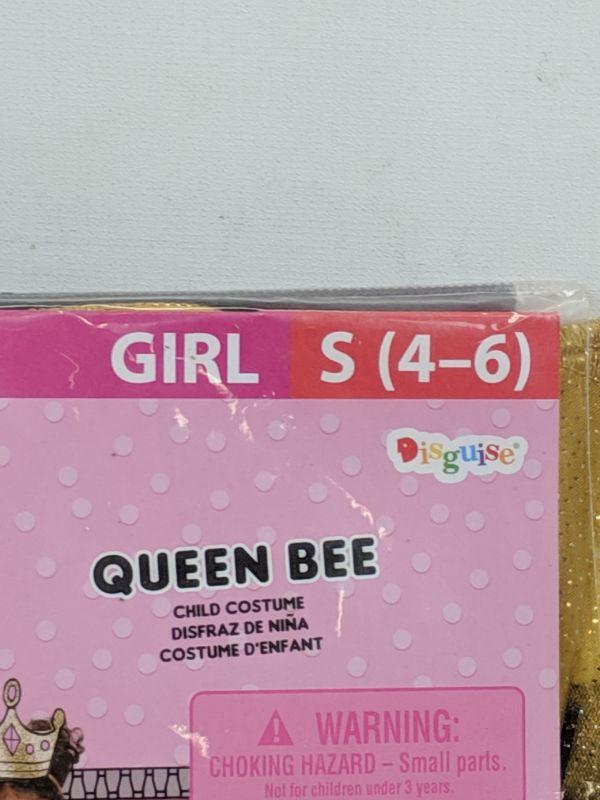 GIRL S (4–6)
Disguise®
QUEEN BEE
CHILD COSTUME
DISFRAZ DE NIÑA
COSTUME D'ENFANT
WARNING:
CHOKING HAZARD – Small parts.
Not for children under 3 years.